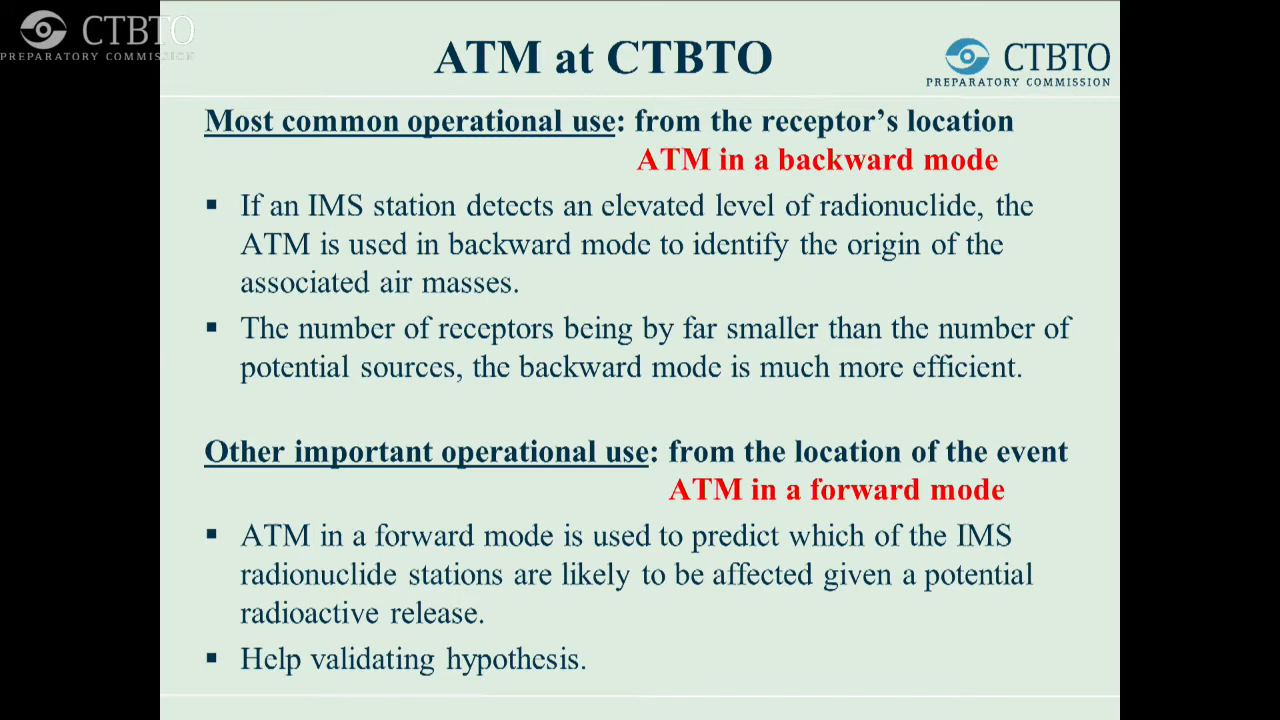 CTBTO
PREPARATORY COMMISSION
ATM at CTBTO
CTBTO
PREPARATORY COMMISSION
Most common operational use: from the receptor's location
ATM in a backward mode
▪ If an IMS station detects an elevated level of radionuclide, the
ATM is used in backward mode to identify the origin of the
associated air masses.
▪ The number of receptors being by far smaller than the number of
potential sources, the backward mode is much more efficient.
Other important operational use: from the location of the event
ATM in a forward mode
▪ ATM in a forward mode is used to predict which of the IMS
radionuclide stations are likely to be affected given a potential
radioactive release.
▪ Help validating hypothesis.